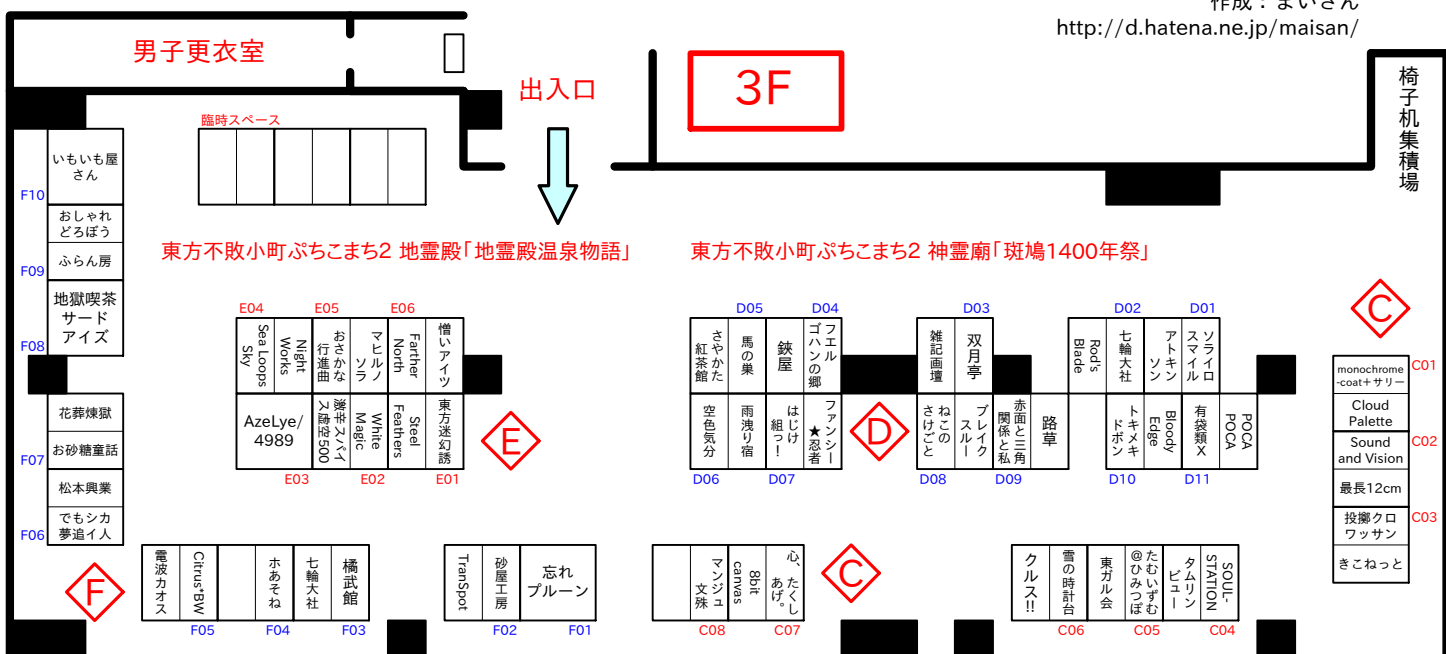 作成：まいさん
http://d.hatena.ne.jp/maisan/
男子更衣室
出入口
3F
椅子机集積場
臨時スペース
いもいも屋
さん
F10
おしゃれ
どろぼう
ふらん房
F09
地獄喫茶
サード
アイズ
F08
花葬煉獄
お砂糖童話
F07
松本興業
でもシカ
夢追イ人
F06
東方不敗小町ぷちこまち2 地霊殿「地霊殿温泉物語」
東方不敗小町ぷちこまち2 神霊廟「斑鳩1400年祭」
E04
E05
E06
Sea Loops
Sky
Night
Works
おさかな
行進曲
マヒルノ
ソラ
Farther
North
憎いアイツ
AzeLye/
4989
激辛スパイ
ス虚空500
White
Magic
Steel
Feathers
東方迷幻誘
E03
E02
E01
E
D05
D04
D03
D02
D01
さやかた
紅茶館
馬の巣
鋏屋
フエル
ゴハンの郷
雑記画壇
双月亭
Rod's
Blade
七輪大社
アトキン
ソン
ソライロ
スマイル
空色気分
雨洩り宿
はじけ
組っ！
ファンシー
★忍者
D
ねこの
さけごと
ブレイク
スルー
赤面と三角
関係と私
路草
トキメキ
ドボン
Bloody
Edge
有袋類X
POCA
POCA
D06
D07
D08
D09
D10
D11
C
monochrome
-coat+サリー
C01
Cloud
Palette
Sound
and Vision
C02
最長12cm
投擲クロ
ワッサン
C03
きこねっと
F
電波カオス
Citrus*BW
ホあそね
七輪大社
橘武館
F05
F04
F03
TranSpot
砂屋工房
忘れ
プルーン
F02
F01
マンジュ
文殊
8bit
canvas
心、たくし
あげ。
C08
C07
C
クルス!!
雪の時計台
東ガル会
たむいずむ
@ひみつぽ
タムリン
ビュー
SOUL-
STATION
C06
C05
C04